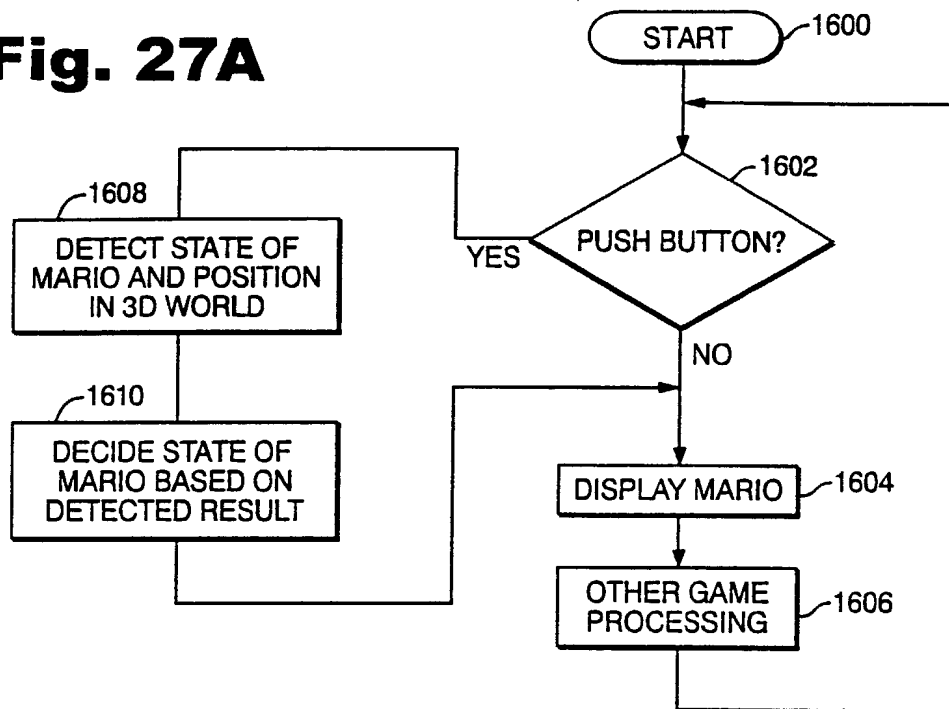 Fig. 27A
START
1600
1602
PUSH BUTTON?
YES
NO
1608
DETECT STATE OF
MARIO AND POSITION
IN 3D WORLD
1610
DECIDE STATE OF
MARIO BASED ON
DETECTED RESULT
DISPLAY MARIO
1604
OTHER GAME
PROCESSING
1606